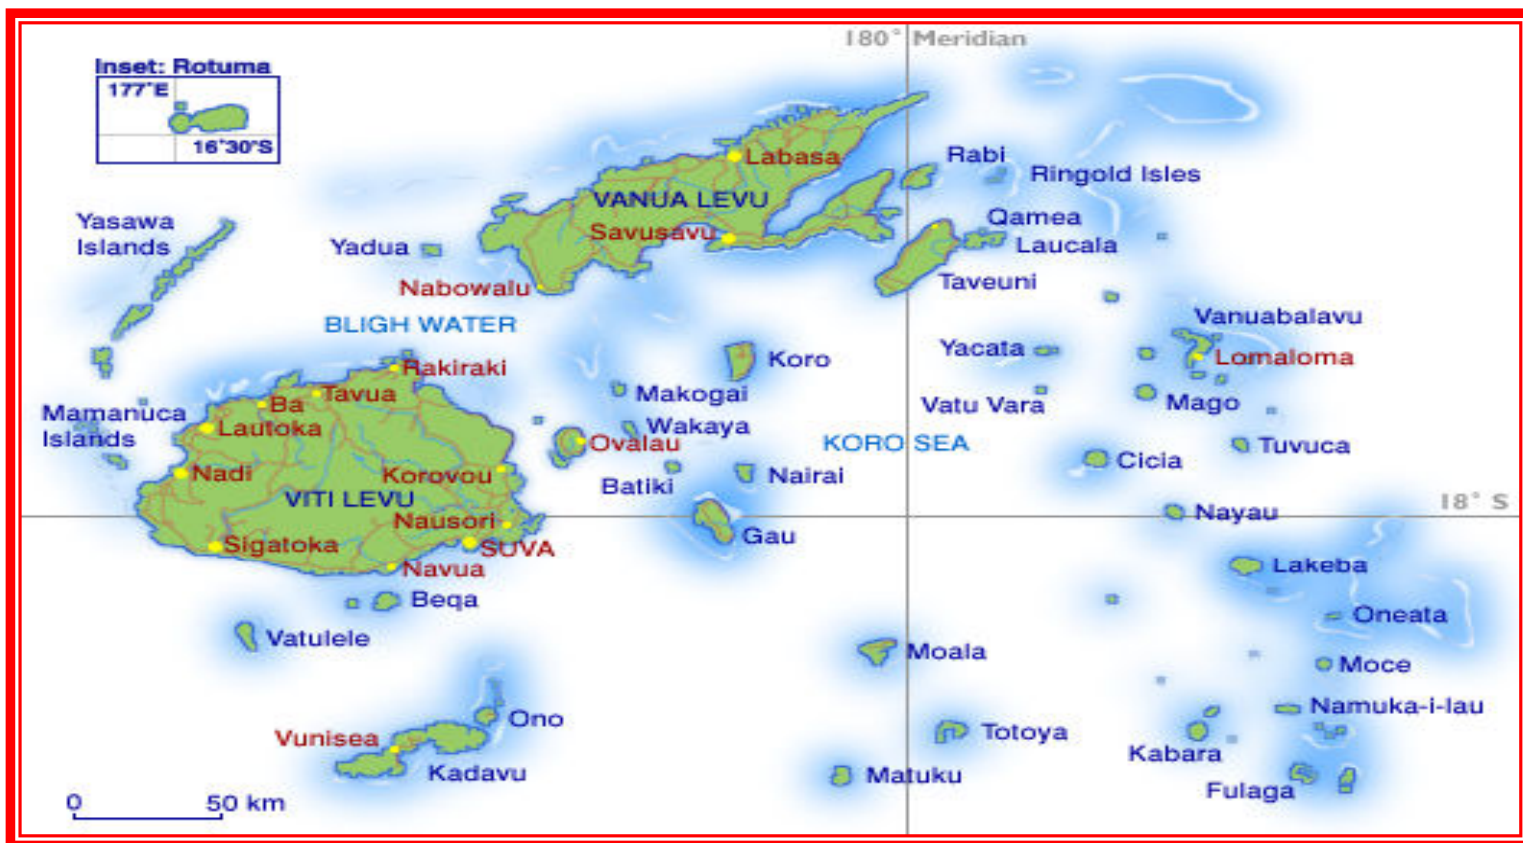 180° Meridian
Inset: Rotuma
177°E
16°30'S
Labasa
Rabi
Ringold Isles
VANUA LEVU
Yasawa
Islands
Qamea
Savusavu
Yadua
Laucala
Taveuni
Nabowalu
BLIGH WATER
Vanuabalavu
Yacata
Lomaloma
Koro
Rakiraki
Tavua
Makogai
Ba
Vatu Vara
Mago
Mamanuca
Islands
Lautoka
Wakaya
Ovalau
KORO SEA
Tuvuca
Cicia
Nadi
Korovou
Batiki
Nairai
VITI LEVU
18° S
Nayau
Nausori
Gau
Sigatoka
SUVA
Navua
Lakeba
Beqa
Oneata
Vatulele
Moala
Moce
Namuka-i-lau
Ono
Vunisea
Totoya
Kabara
Kadavu
Matuku
Fulaga
0 50 km